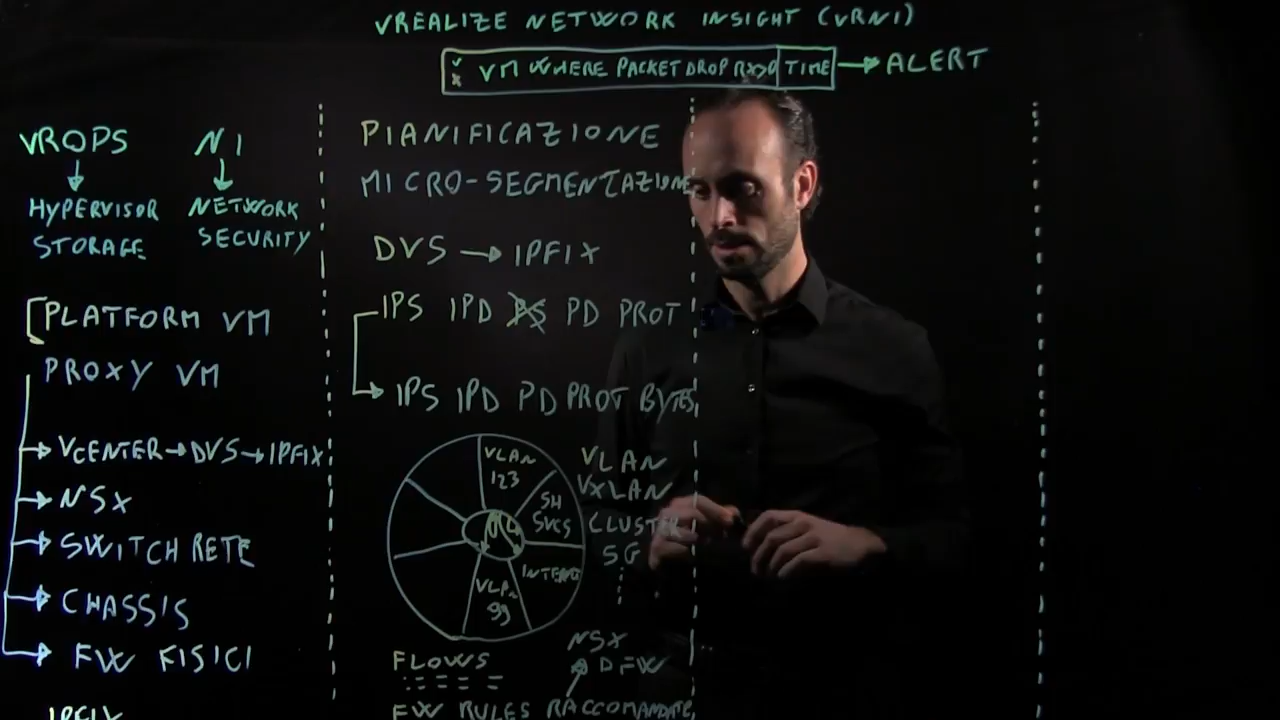 VREALIZE NETWORK INSIGHT (VRNI)
VM WHERE PACKET DROP RX>0 TIME → ALERT
VROPS NI
HYPERVISOR
STORAGE
NETWORK
SECURITY
PLATFORM VM
PROXY VM
VCENTER→DVS→IPFIX
NSX
SWITCH RETE
CHASSIS
FW FISICI
IPFIX
PIANIFICAZIONE
MICRO-SEGMENTAZIONE
DVS → IPFIX
IPS IPD PS PD PROT
IPS IPD PD PROT BYTES
VLAN
123
SH
SVCS
INTERNET
VLAN
99
VLAN
VXLAN
CLUSTER
SG
FLOWS
NSX
DFW
FW RULES RACCOMANDATE